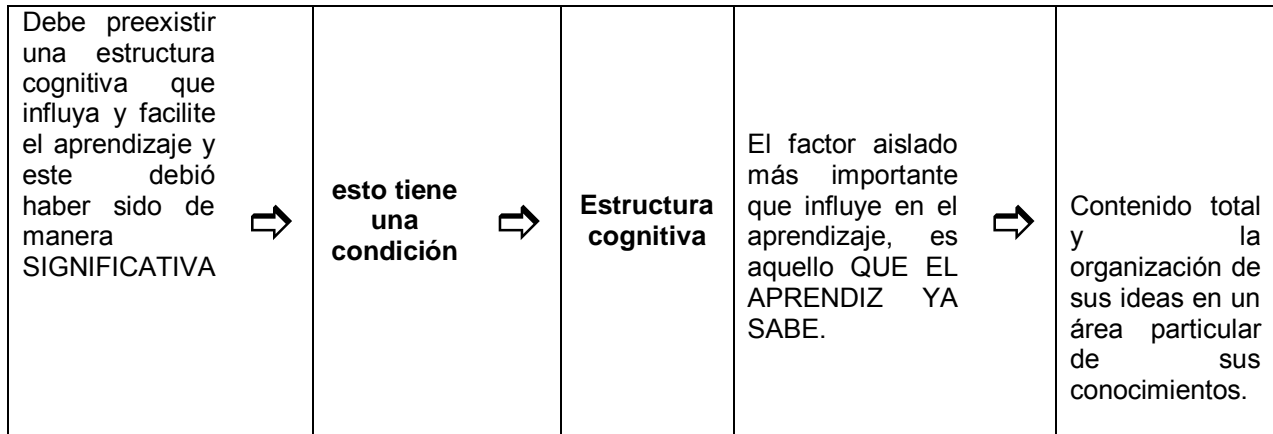 Debe preexistir
una estructura
cognitiva que
influya y facilite
el aprendizaje y
este debió
haber sido de
manera
SIGNIFICATIVA
esto tiene
una
condición
Estructura
cognitiva
El factor aislado
más importante
que influye en el
aprendizaje, es
aquello QUE EL
APRENDIZ YA
SABE.
Contenido total
y la
organización de
sus ideas en un
área particular
de sus
conocimientos.